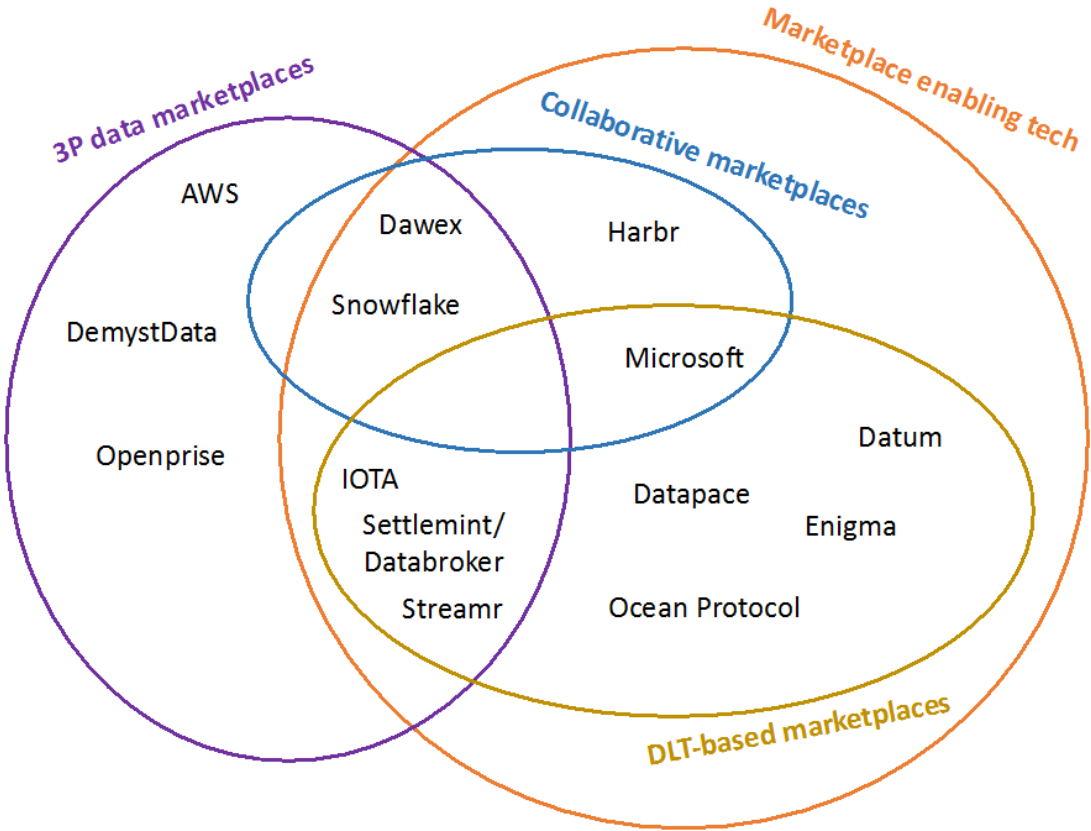 Marketplace enabling tech
3P data marketplaces
Collaborative marketplaces
AWS
Dawex
Harbr
Snowflake
DemystData
Microsoft
Datum
Openprise
IOTA
Datapace
Settlemint/
Databroker
Enigma
Streamr
Ocean Protocol
DLT-based marketplaces